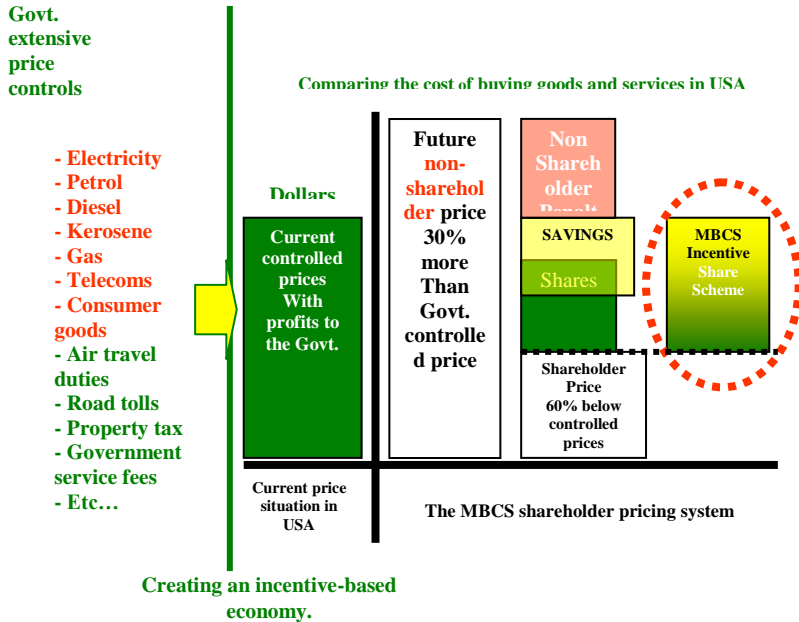 Govt.
extensive
price
controls
Comparing the cost of buying goods and services in USA
- Electricity
- Petrol
- Diesel
- Kerosene
- Gas
- Telecoms
- Consumer
goods
- Air travel
duties
- Road tolls
- Property tax
- Government
service fees
- Etc…
Dollars
Current
controlled
prices
With
profits to
the Govt.
Future
non-
sharehol
der price
30%
more
Than
Govt.
controlle
d price
Non
Shareh
older
SAVINGS
Shares
Shareholder
Price
60% below
controlled
prices
MBCS
Incentive
Share
Scheme
Current price
situation in
USA
The MBCS shareholder pricing system
Creating an incentive-based
economy.